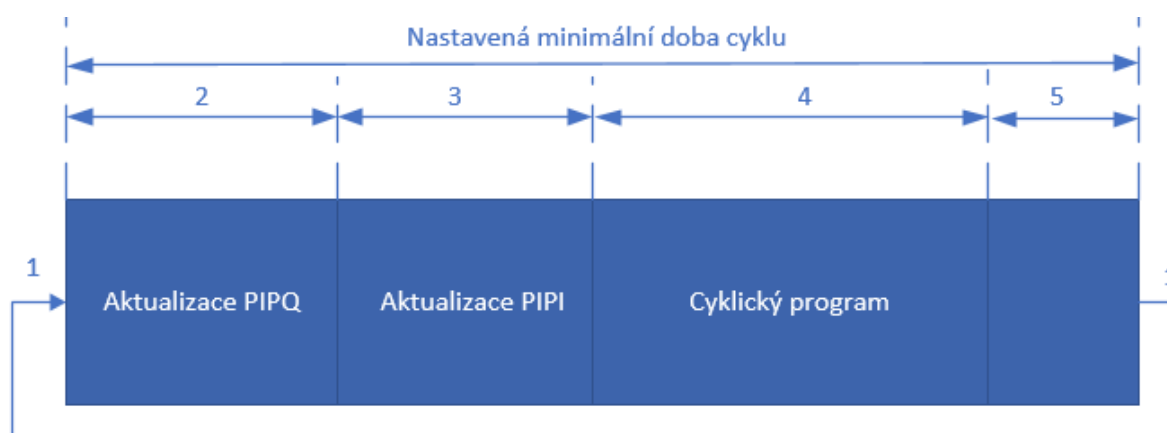 Nastavená minimální doba cyklu
2 3 4 5
1
Aktualizace PIPQ Aktualizace PIPI Cyklický program